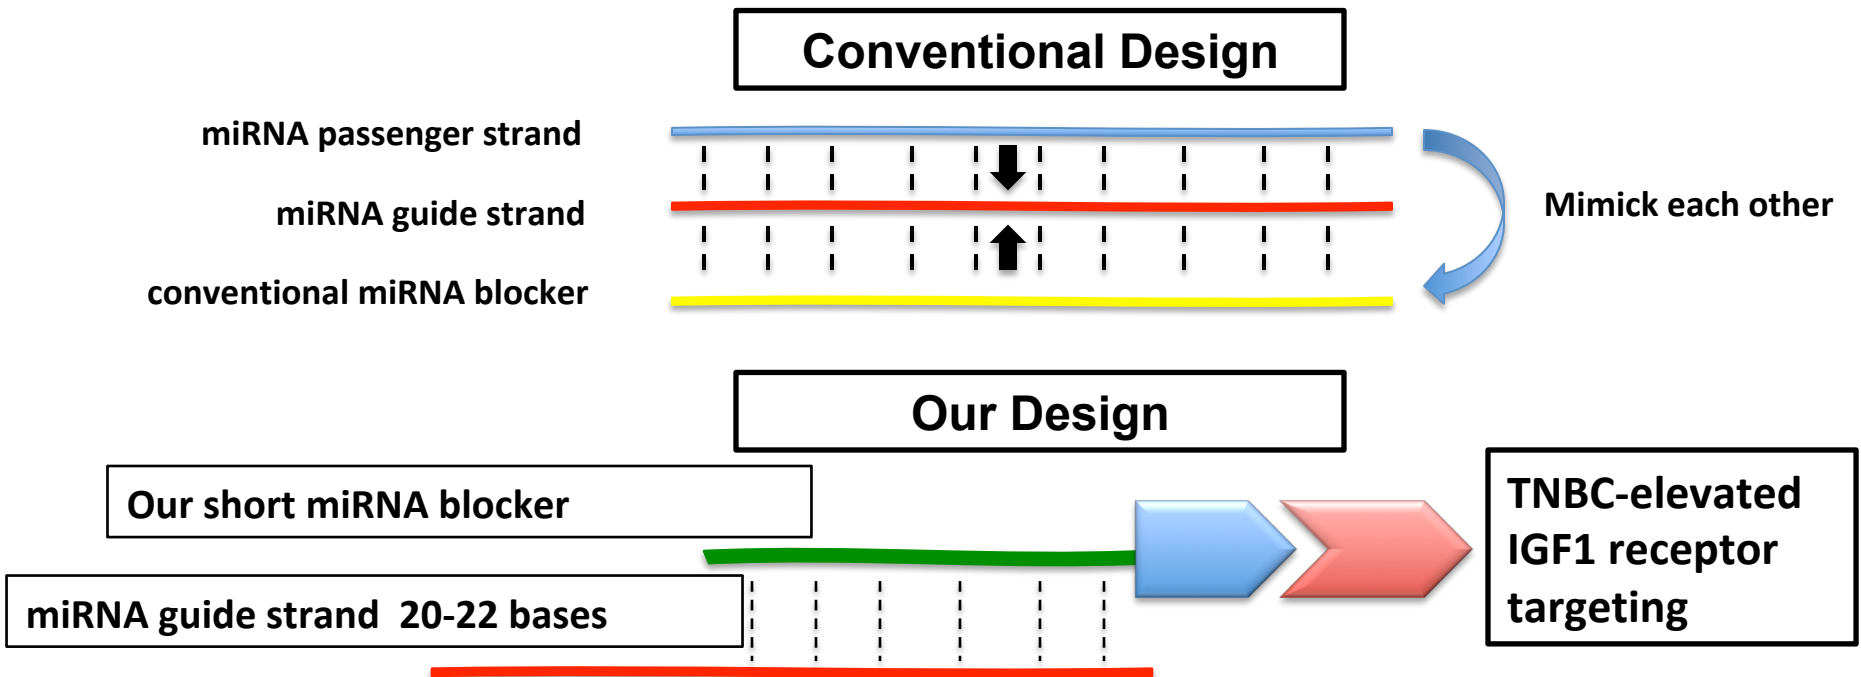 Conventional Design
miRNA passenger strand
miRNA guide strand
Mimick each other
conventional miRNA blocker
Our Design
Our short miRNA blocker
miRNA guide strand  20-22 bases
TNBC-elevated
IGF1 receptor
targeting